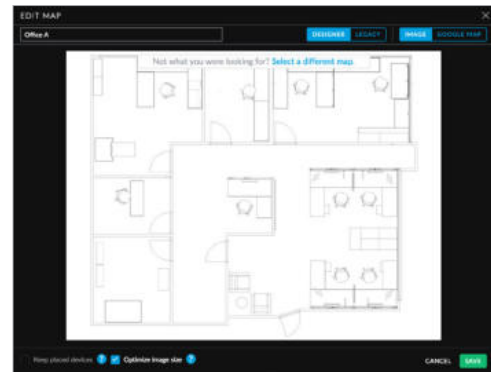 EDIT MAP
Office A
DESIGNER LEGACY IMAGE GOOGLE MAP
Not what you were looking for? Select a different map.
Keep placed devices ? Optimize image size ?
CANCEL SAVE